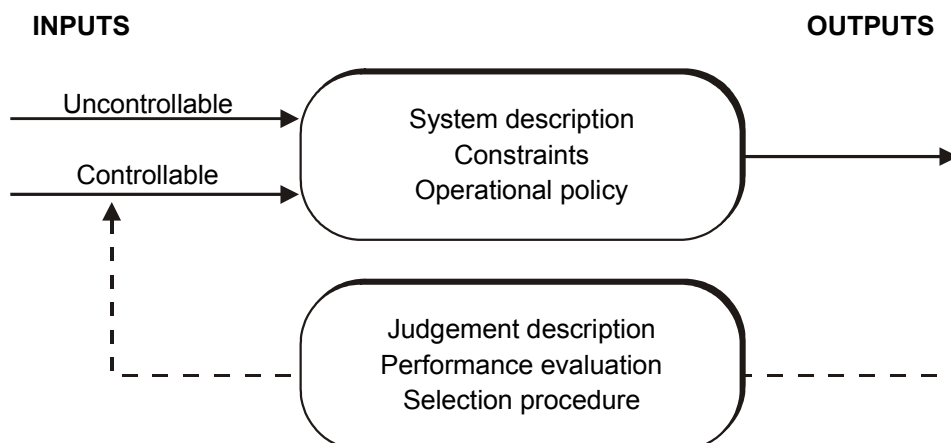 INPUTS
OUTPUTS
Uncontrollable
Controllable
System description
Constraints
Operational policy
Judgement description
Performance evaluation
Selection procedure